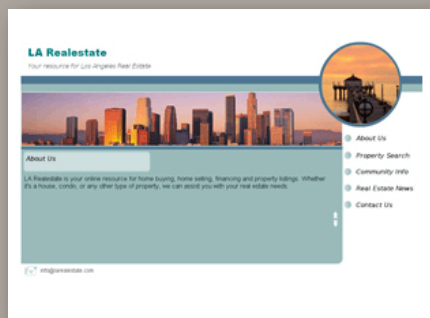 LA Realestate
Your resource for Los Angeles Real Estate
About Us
Property Search
Community Info
Real Estate News
Contact Us
About Us
LA Realestate is your online resource for home buying, home selling, financing and property listings. Whether
it's a house, condo, or any other type of property, we can assist you with your real estate needs.
info@larealestate.com